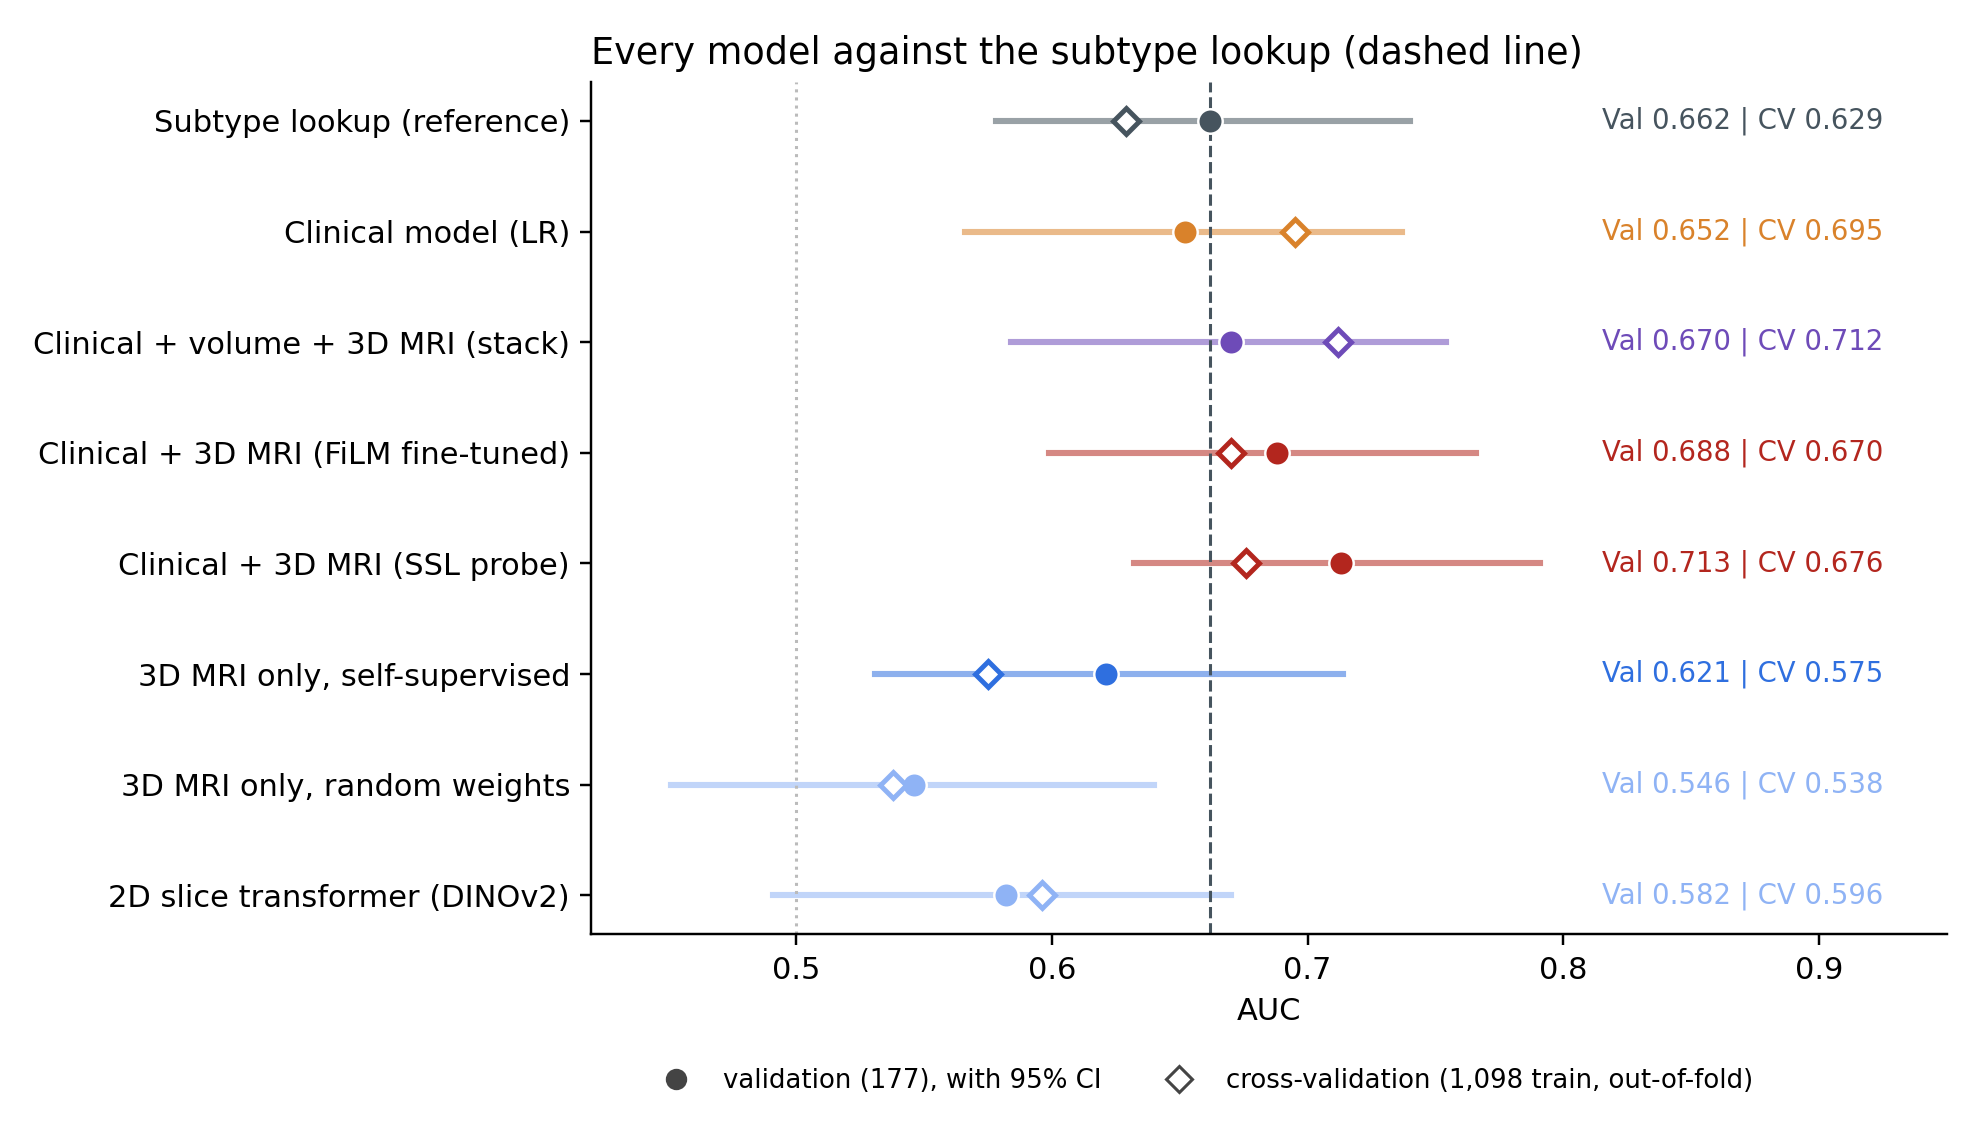 Every model against the subtype lookup (dashed line)
Subtype lookup (reference)
Val 0.662 | CV 0.629
Clinical model (LR)
Val 0.652 | CV 0.695
Clinical + volume + 3D MRI (stack)
Val 0.670 | CV 0.712
Clinical + 3D MRI (FiLM fine-tuned)
Val 0.688 | CV 0.670
Clinical + 3D MRI (SSL probe)
Val 0.713 | CV 0.676
3D MRI only, self-supervised
Val 0.621 | CV 0.575
3D MRI only, random weights
Val 0.546 | CV 0.538
2D slice transformer (DINOv2)
Val 0.582 | CV 0.596
0.5 0.6 0.7 0.8 0.9
AUC
validation (177), with 95% CI
cross-validation (1,098 train, out-of-fold)